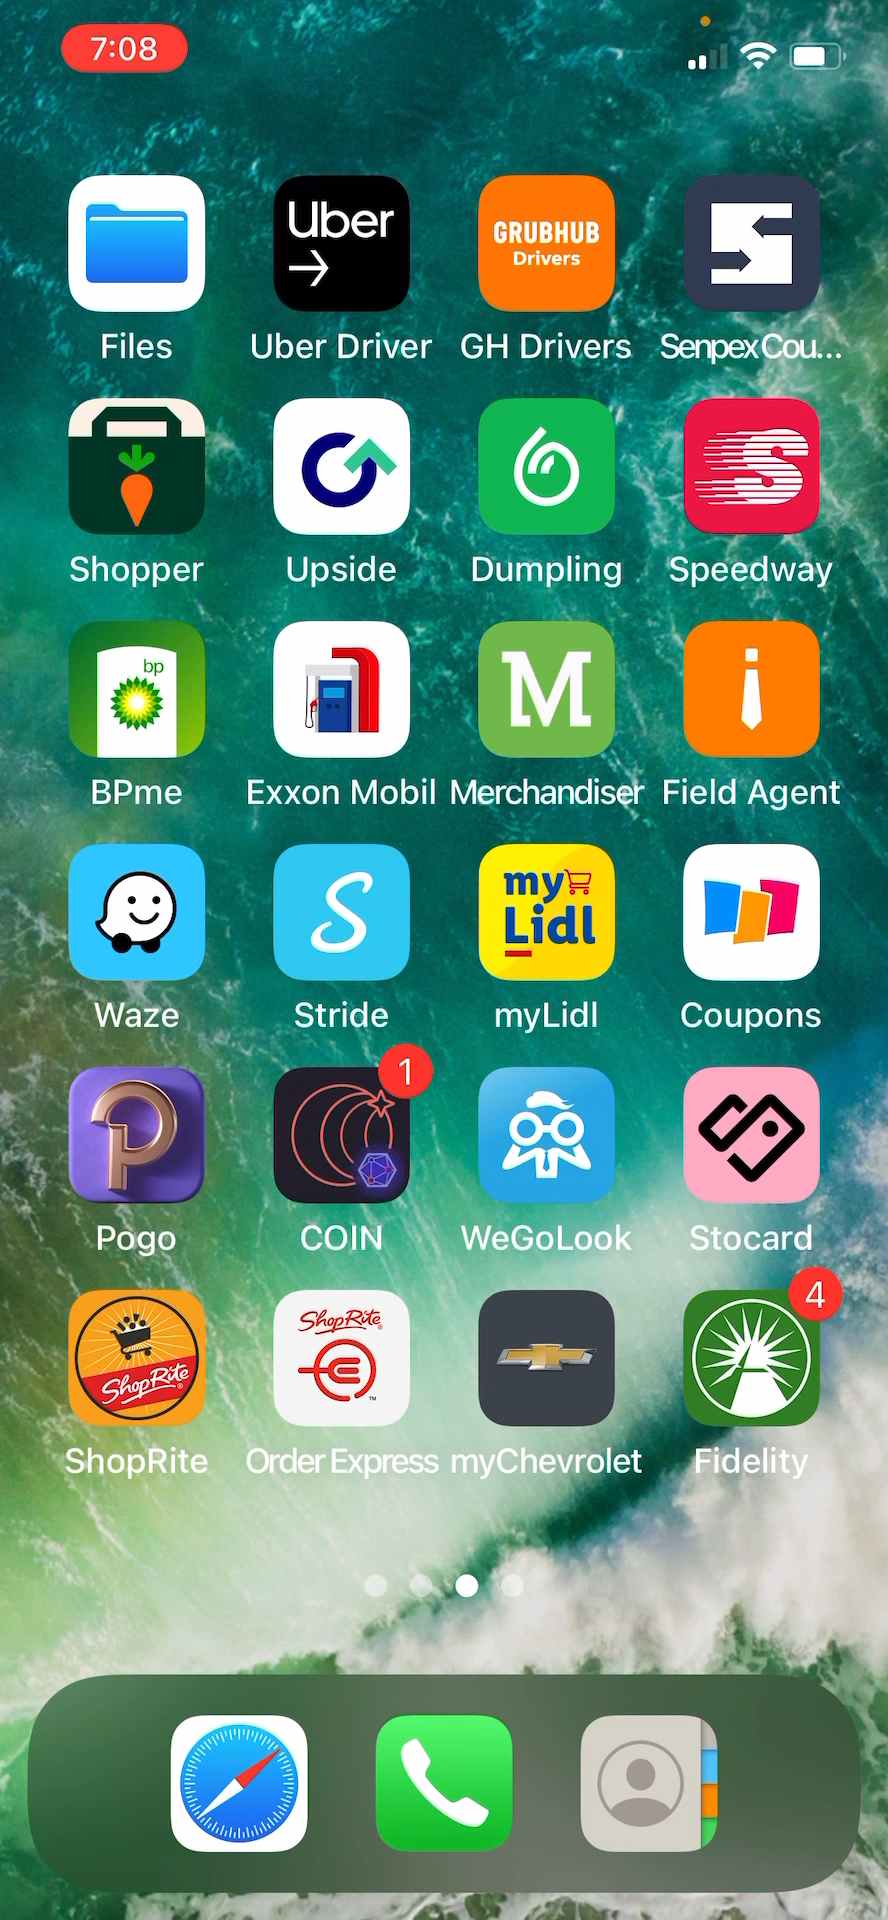 7:08
Uber
GRUBHUB
Drivers
Files
Uber Driver
GH Drivers
Senpex Cou...
S
Shopper
Upside
Dumpling
Speedway
bp
M
BPme
Exxon Mobil
Merchandiser
Field Agent
S
my
Lidl
Waze
Stride
myLidl
Coupons
P
1
Pogo
COIN
WeGoLook
Stocard
4
ShopRite
ShopRite
ShopRite
Order Express
myChevrolet
Fidelity